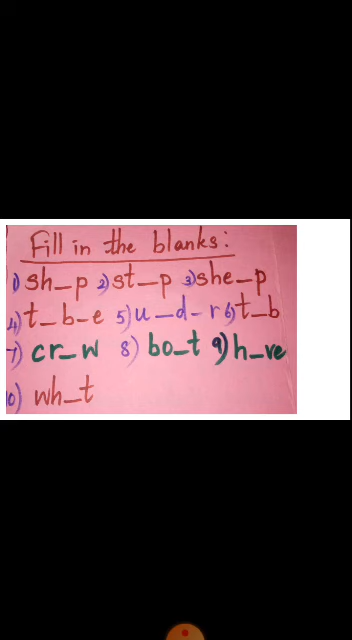 Fill in the blanks:
1) sh_p 2) st_p 3) she_p
4) t_b_e 5) u_d_r 6) t_b
7) cr_w 8) bo_t 9) h_ve
10) wh_t